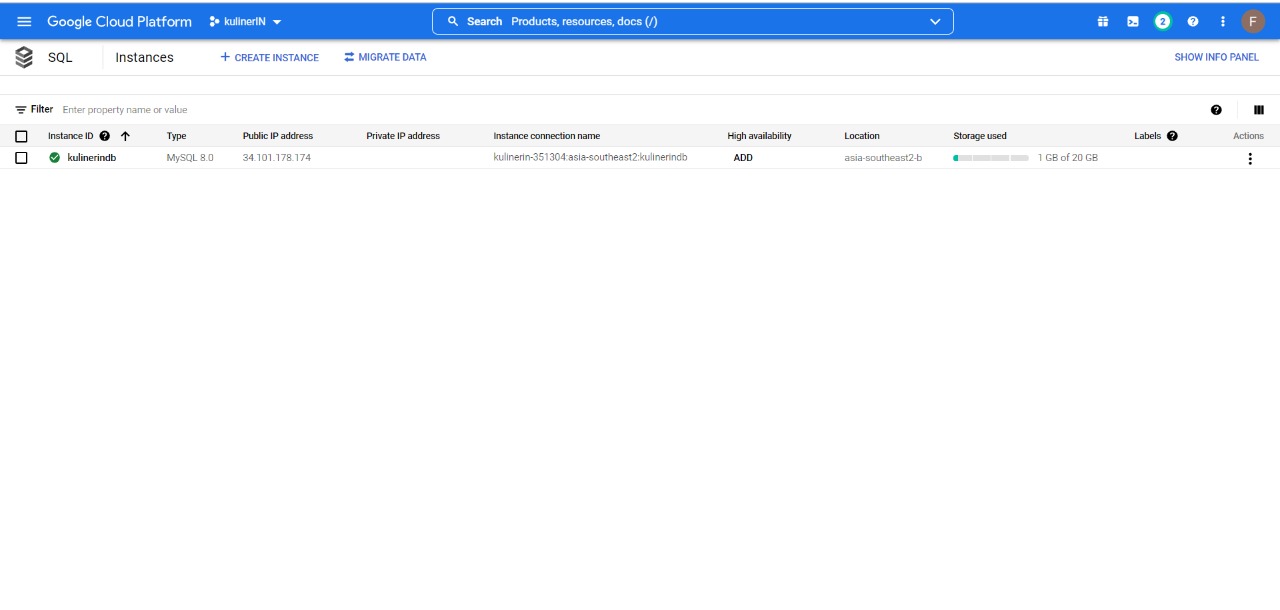 Google Cloud Platform kulinerIN Search Products, resources, docs (/) 2 F
SQL Instances + CREATE INSTANCE MIGRATE DATA SHOW INFO PANEL
Filter Enter property name or value
Instance ID Type Public IP address Private IP address Instance connection name High availability Location Storage used Labels Actions
kulinerindb MySQL 8.0 34.101.178.174 kulinerin-351304:asia-southeast2:kulinerindb ADD asia-southeast2-b 1 GB of 20 GB